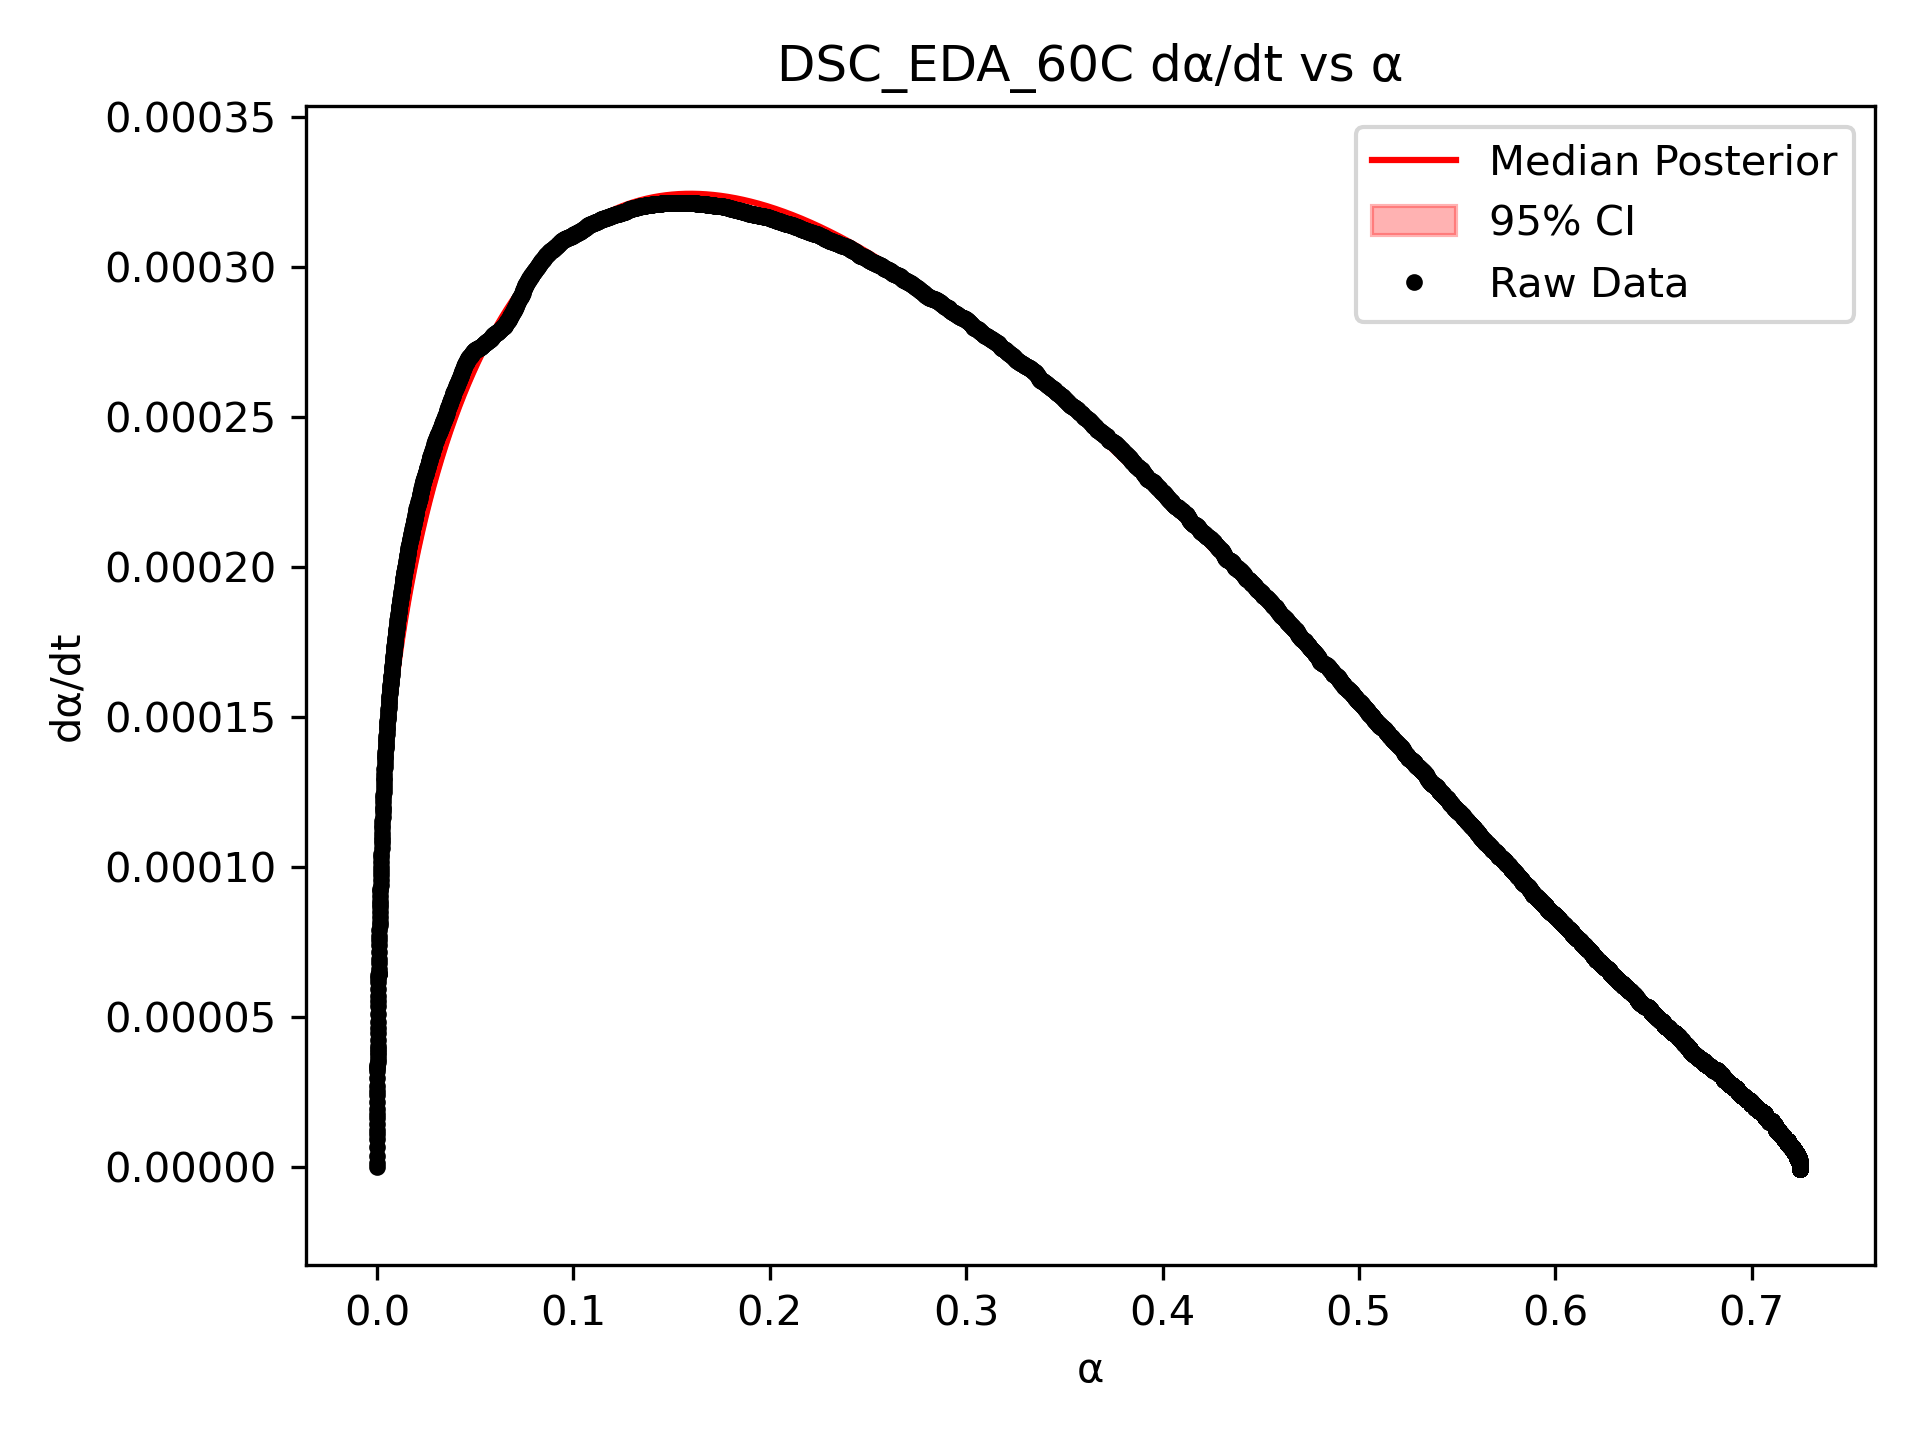 DSC_EDA_60C dα/dt vs α
0.00035
0.00030
0.00025
0.00020
0.00015
0.00010
0.00005
0.00000
dα/dt
Median Posterior
95% CI
Raw Data
0.0 0.1 0.2 0.3 0.4 0.5 0.6 0.7
α